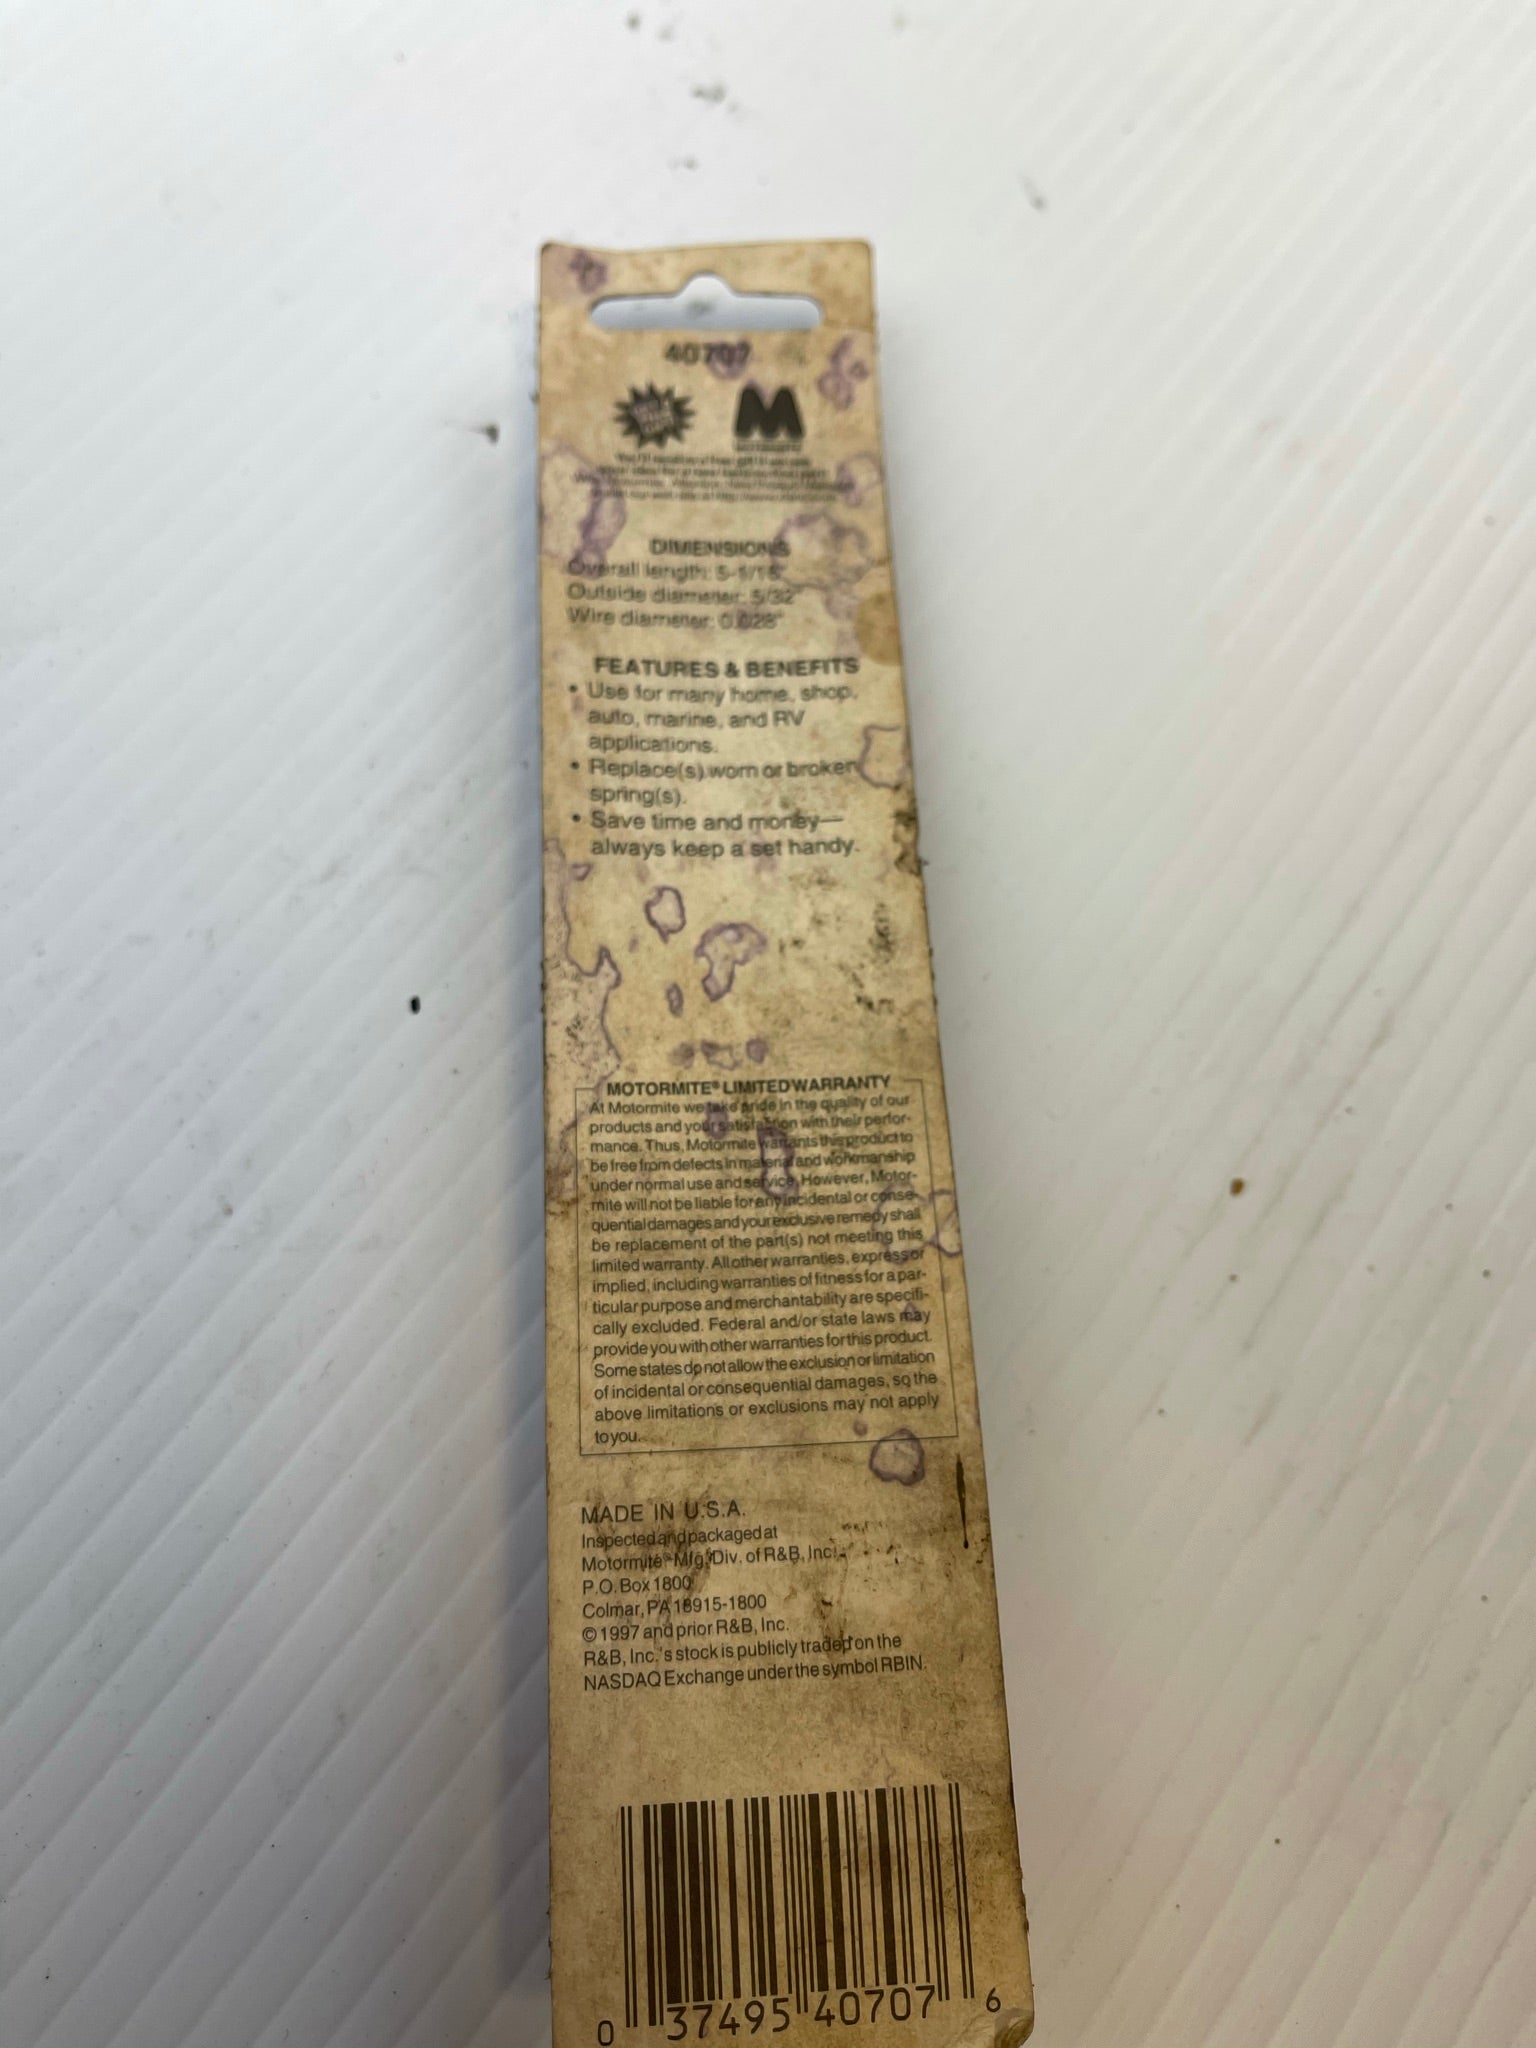 40707
M
DIMENSIONS
Overall length: 5-1/16"
Outside diameter: 5/32"
Wire diameter: 0.028"
FEATURES & BENEFITS
• Use for many home, shop,
auto, marine, and RV
applications.
• Replace(s) worn or broken
spring(s).
• Save time and money—
always keep a set handy.
MOTORMITE® LIMITED WARRANTY
At Motormite we take pride in the quality of our
products and your satisfaction with their perfor-
mance. Thus, Motormite warrants this product to
be free from defects in material and workmanship
under normal use and service. However, Motor-
mite will not be liable for any incidental or conse-
quential damages and your exclusive remedy shall
be replacement of the part(s) not meeting this
limited warranty. All other warranties, express or
implied, including warranties of fitness for a par-
ticular purpose and merchantability are specifi-
cally excluded. Federal and/or state laws may
provide you with other warranties for this product.
Some states do not allow the exclusion or limitation
of incidental or consequential damages, so the
above limitations or exclusions may not apply
to you.
MADE IN U.S.A.
Inspected and packaged at
Motormite® Mfg. Div. of R&B, Inc.
P.O. Box 1800
Colmar, PA 18915-1800
© 1997 and prior R&B, Inc.
R&B, Inc.'s stock is publicly traded on the
NASDAQ Exchange under the symbol RBIN.
0 37495 40707 6